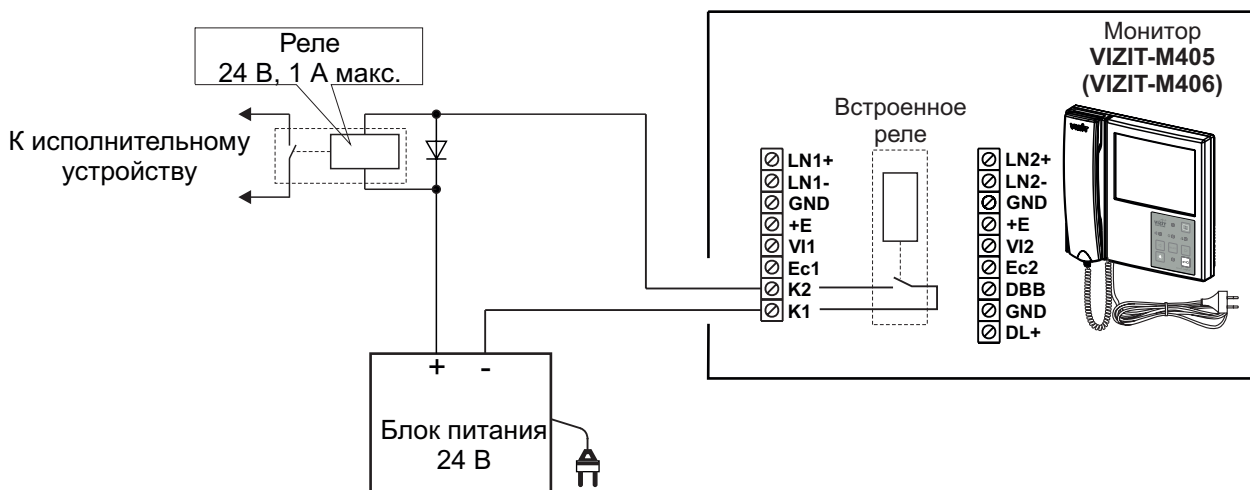 Реле
24 В, 1 А макс.
К исполнительному
устройству
Монитор
VIZIT-M405
(VIZIT-M406)
Встроенное
реле
LN1+
LN1-
GND
+E
VI1
Ec1
K2
K1
LN2+
LN2-
GND
+E
VI2
Ec2
DBB
GND
DL+
+ -
Блок питания
24 В